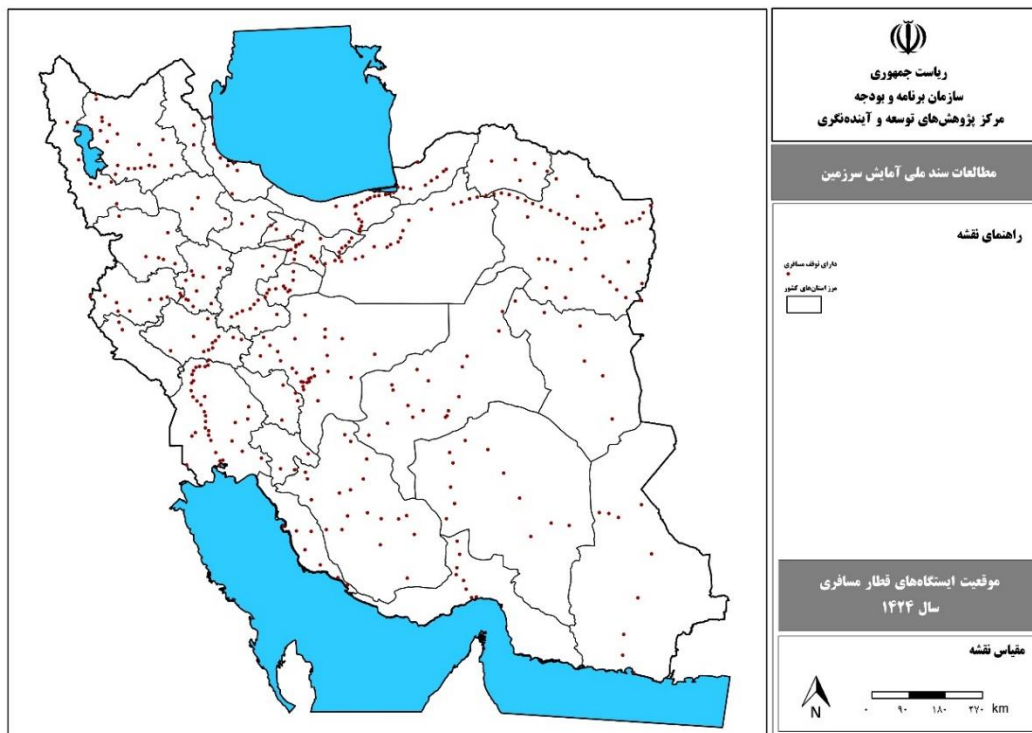 ریاست جمهوری
سازمان برنامه و بودجه
مرکز پژوهش‌های توسعه و آینده‌نگری
مطالعات سند ملی آمایش سرزمین
راهنمای نقشه
دارای توقف مسافری
مرز استان‌های کشور
موقعیت ایستگاه‌های قطار مسافری
سال ۱۴۲۴
مقیاس نقشه
N
۰ ۹۰ ۱۸۰ ۲۷۰ km